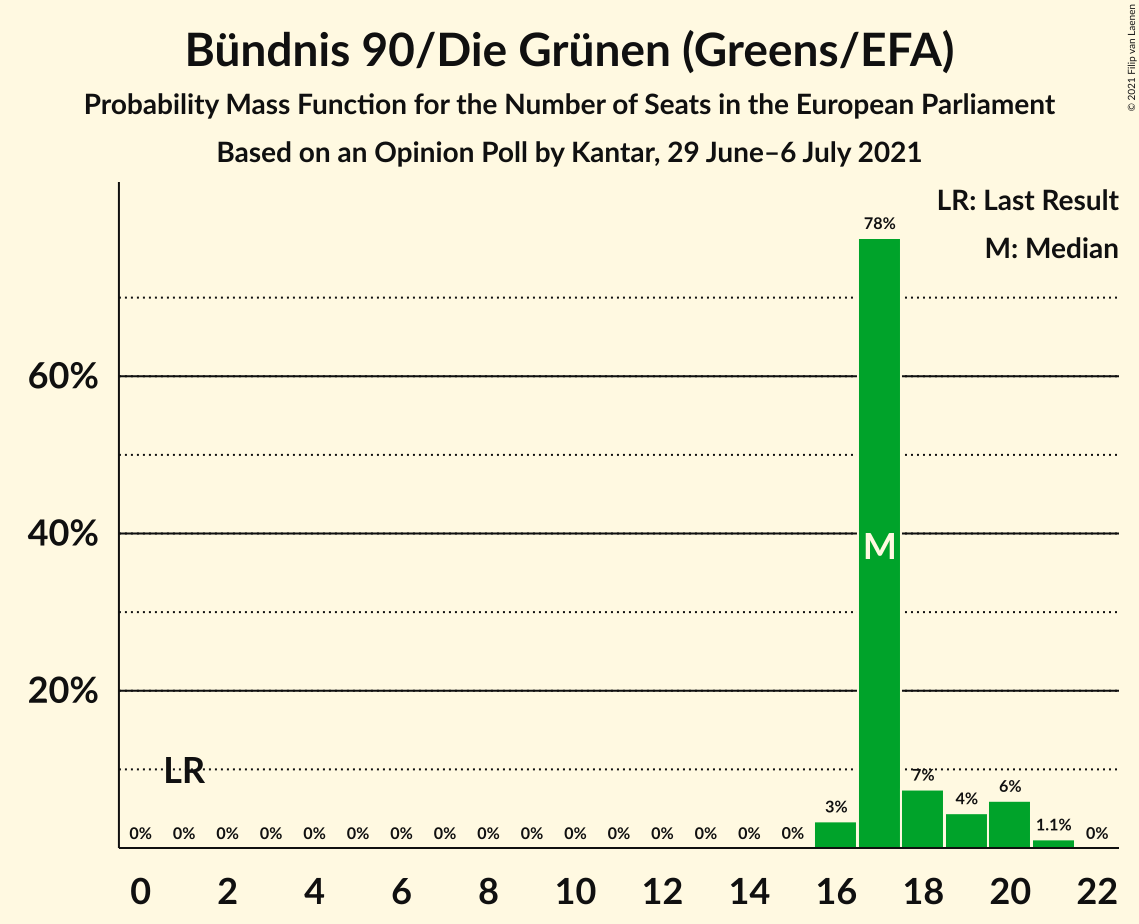 Bündnis 90/Die Grünen (Greens/EFA)
Probability Mass Function for the Number of Seats in the European Parliament
Based on an Opinion Poll by Kantar, 29 June–6 July 2021
© 2021 Filip van Laenen
LR: Last Result
M: Median
78%
60%
40%
M
20%
LR
7%
6%
4%
3%
1.1%
0% 0% 0% 0% 0% 0% 0% 0% 0% 0% 0% 0% 0% 0% 0% 0% 0%
0 2 4 6 8 10 12 14 16 18 20 22